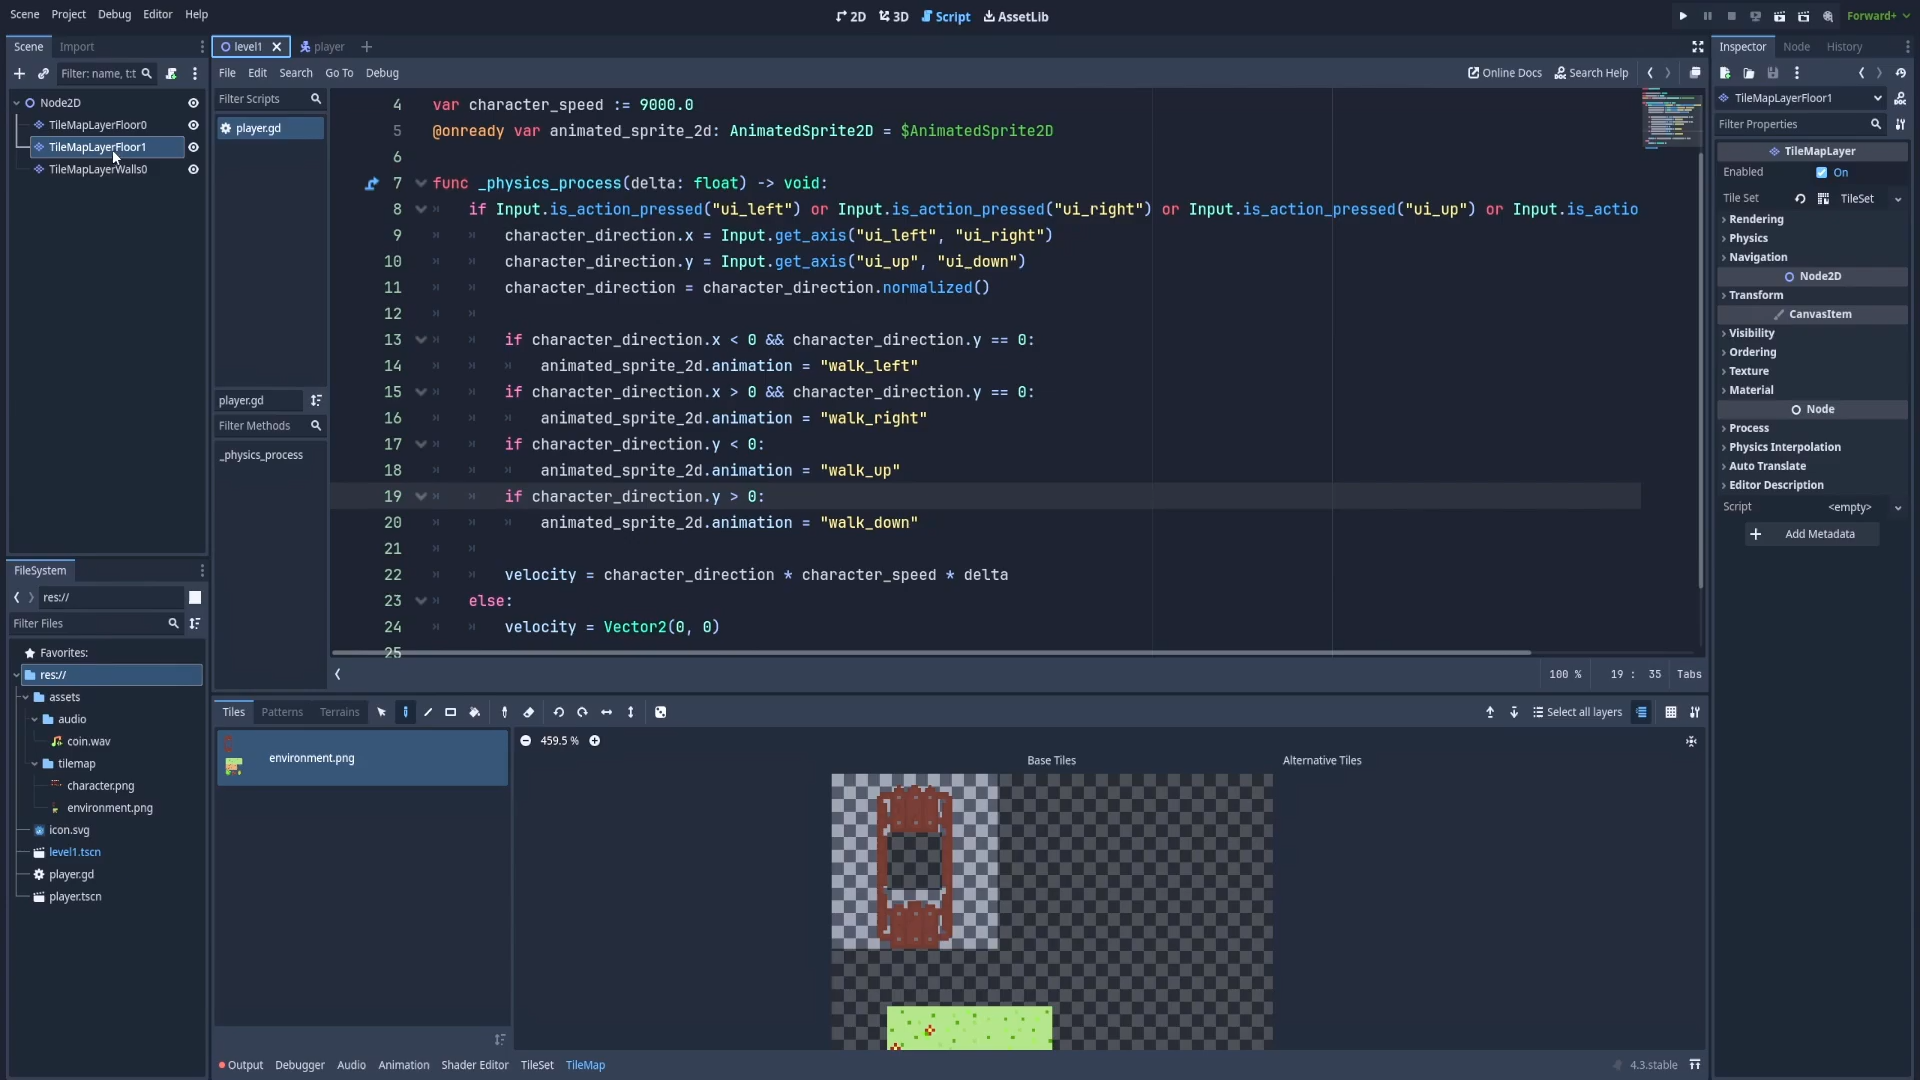 Scene Project Debug Editor Help
2D 3D Script AssetLib
Forward+
Scene Import
level1 player
Inspector Node History
Filter: name, t:t
File Edit Search Go To Debug
Online Docs Search Help
Node2D
TileMapLayerFloor0
TileMapLayerFloor1
TileMapLayerWalls0
Filter Scripts
player.gd
player.gd
Filter Methods
_physics_process
4 var character_speed := 9000.0
5 @onready var animated_sprite_2d: AnimatedSprite2D = $AnimatedSprite2D
6
7 func _physics_process(delta: float) -> void:
8 if Input.is_action_pressed("ui_left") or Input.is_action_pressed("ui_right") or Input.is_action_pressed("ui_up") or Input.is_actio
9 character_direction.x = Input.get_axis("ui_left", "ui_right")
10 character_direction.y = Input.get_axis("ui_up", "ui_down")
11 character_direction = character_direction.normalized()
12
13 if character_direction.x < 0 && character_direction.y == 0:
14 animated_sprite_2d.animation = "walk_left"
15 if character_direction.x > 0 && character_direction.y == 0:
16 animated_sprite_2d.animation = "walk_right"
17 if character_direction.y < 0:
18 animated_sprite_2d.animation = "walk_up"
19 if character_direction.y > 0:
20 animated_sprite_2d.animation = "walk_down"
21
22 velocity = character_direction * character_speed * delta
23 else:
24 velocity = Vector2(0, 0)
25
100 % 19 : 35 Tabs
TileMapLayerFloor1
Filter Properties
TileMapLayer
Enabled On
Tile Set TileSet
Rendering
Physics
Navigation
Node2D
Transform
CanvasItem
Visibility
Ordering
Texture
Material
Node
Process
Physics Interpolation
Auto Translate
Editor Description
Script <empty>
Add Metadata
FileSystem
res://
Filter Files
Favorites:
res://
assets
audio
coin.wav
tilemap
character.png
environment.png
icon.svg
level1.tscn
player.gd
player.tscn
Tiles Patterns Terrains
Select all layers
environment.png
459.5 %
Base Tiles
Alternative Tiles
Output Debugger Audio Animation Shader Editor TileSet TileMap
4.3.stable